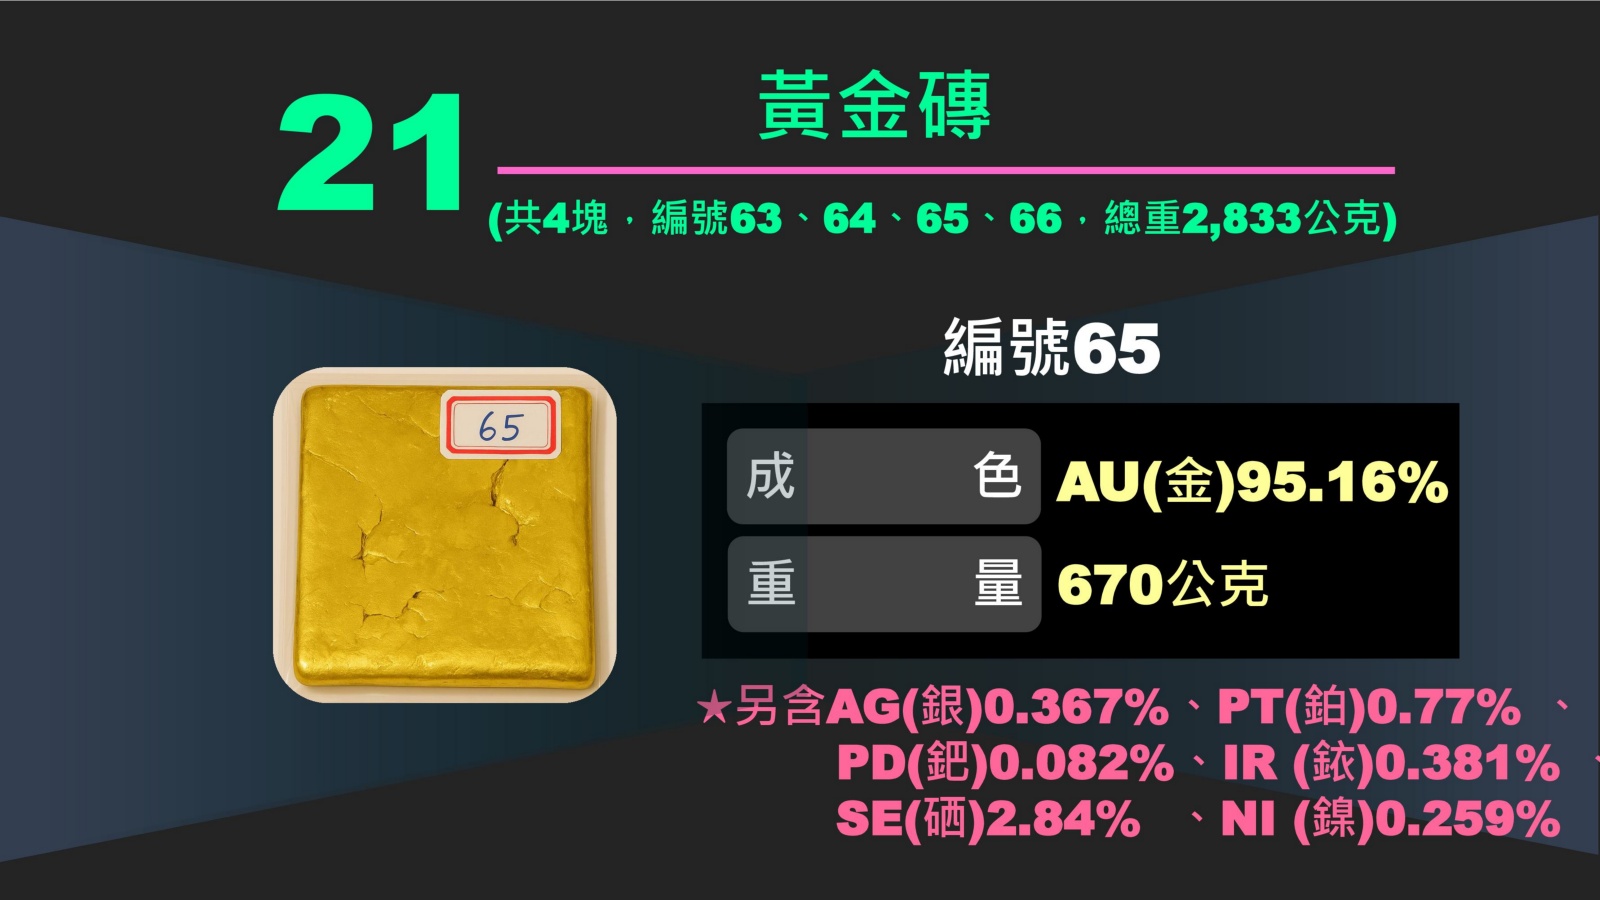 21
黃金磚
(共4塊，編號63、64、65、66，總重2,833公克)
編號65
65
成色 AU(金)95.16%
重量 670公克
★另含AG(銀)0.367%、PT(鉑)0.77% 、
PD(鈀)0.082%、IR (銥)0.381% 、
SE(硒)2.84% 、NI (鎳)0.259%